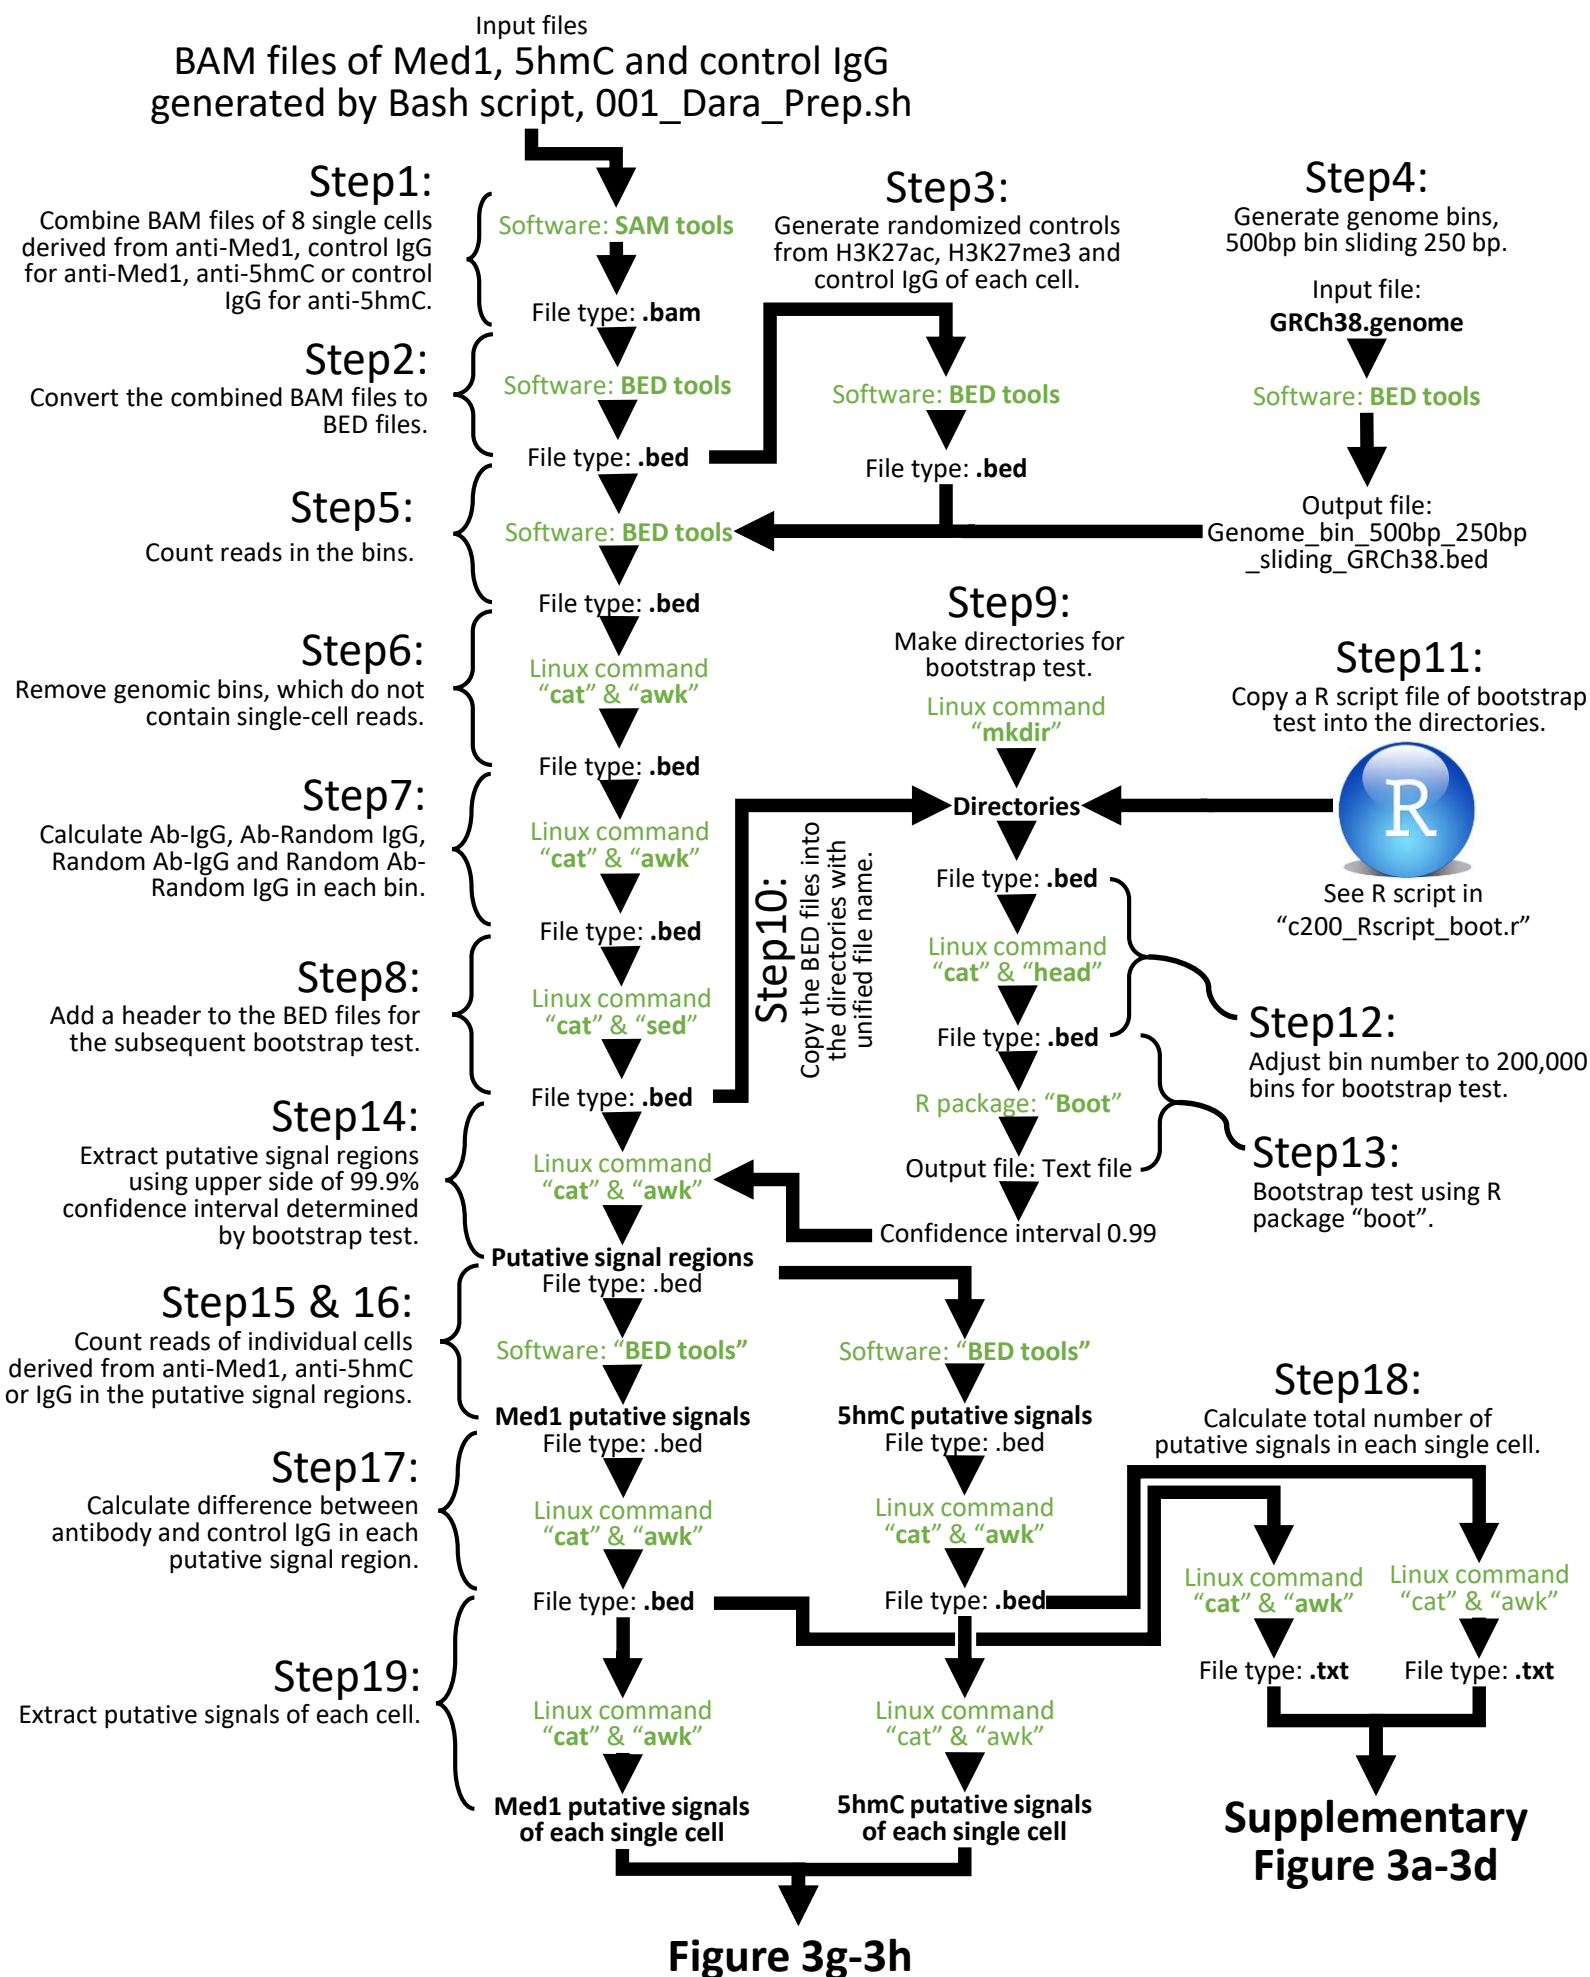 Input files
BAM files of Med1, 5hmC and control IgG
generated by Bash script, 001_Dara_Prep.sh
Step1:
Combine BAM files of 8 single cells
derived from anti-Med1, control IgG
for anti-Med1, anti-5hmC or control
IgG for anti-5hmC.
Software: SAM tools
File type: .bam
Step2:
Convert the combined BAM files to
BED files.
Software: BED tools
File type: .bed
Step3:
Generate randomized controls
from H3K27ac, H3K27me3 and
control IgG of each cell.
Software: BED tools
File type: .bed
Step4:
Generate genome bins,
500bp bin sliding 250 bp.
Input file:
GRCh38.genome
Software: BED tools
Output file:
Genome_bin_500bp_250bp
_sliding_GRCh38.bed
Step5:
Count reads in the bins.
Software: BED tools
File type: .bed
Step6:
Remove genomic bins, which do not
contain single-cell reads.
Linux command
“cat” & “awk”
File type: .bed
Step7:
Calculate Ab-IgG, Ab-Random IgG,
Random Ab-IgG and Random Ab-
Random IgG in each bin.
Linux command
“cat” & “awk”
File type: .bed
Step8:
Add a header to the BED files for
the subsequent bootstrap test.
Linux command
“cat” & “sed”
File type: .bed
Step9:
Make directories for
bootstrap test.
Linux command
“mkdir”
Directories
Step10:
Copy the BED files into
the directories with
unified file name.
Step11:
Copy a R script file of bootstrap
test into the directories.
R
See R script in
“c200_Rscript_boot.r”
File type: .bed
Linux command
“cat” & “head”
File type: .bed
Step12:
Adjust bin number to 200,000
bins for bootstrap test.
R package: “Boot”
Output file: Text file
Step13:
Bootstrap test using R
package “boot”.
Confidence interval 0.99
Step14:
Extract putative signal regions
using upper side of 99.9%
confidence interval determined
by bootstrap test.
Linux command
“cat” & “awk”
Putative signal regions
File type: .bed
Step15 & 16:
Count reads of individual cells
derived from anti-Med1, anti-5hmC
or IgG in the putative signal regions.
Software: “BED tools”
Software: “BED tools”
Med1 putative signals
File type: .bed
5hmC putative signals
File type: .bed
Step17:
Calculate difference between
antibody and control IgG in each
putative signal region.
Linux command
“cat” & “awk”
Linux command
“cat” & “awk”
File type: .bed
File type: .bed
Step18:
Calculate total number of
putative signals in each single cell.
Linux command
“cat” & “awk”
Linux command
“cat” & “awk”
File type: .txt
File type: .txt
Supplementary
Figure 3a-3d
Step19:
Extract putative signals of each cell.
Linux command
“cat” & “awk”
Linux command
“cat” & “awk”
Med1 putative signals
of each single cell
5hmC putative signals
of each single cell
Figure 3g-3h